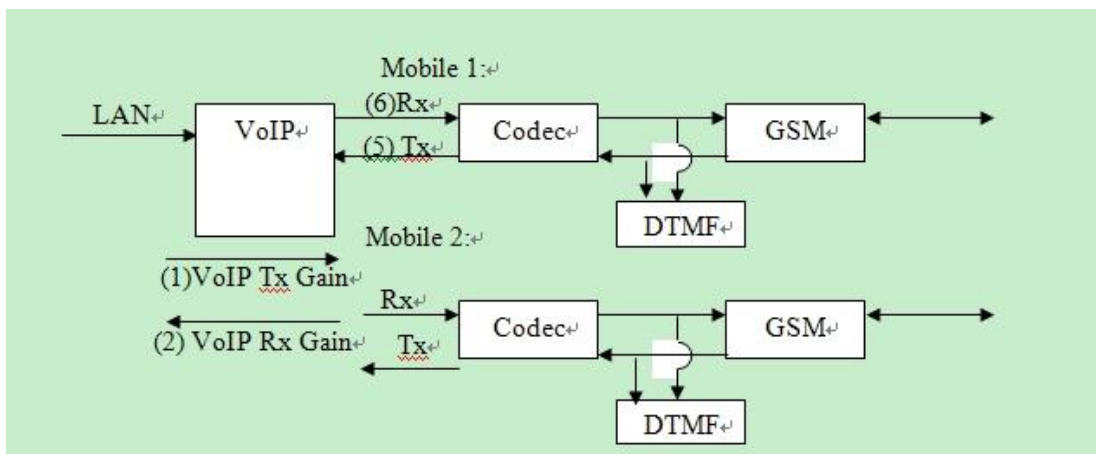 Mobile 1:
LAN
VoIP
(6)Rx
(5) Tx
Codec
GSM
DTMF
Mobile 2:
(1)VoIP Tx Gain
(2) VoIP Rx Gain
Rx
Tx
Codec
GSM
DTMF